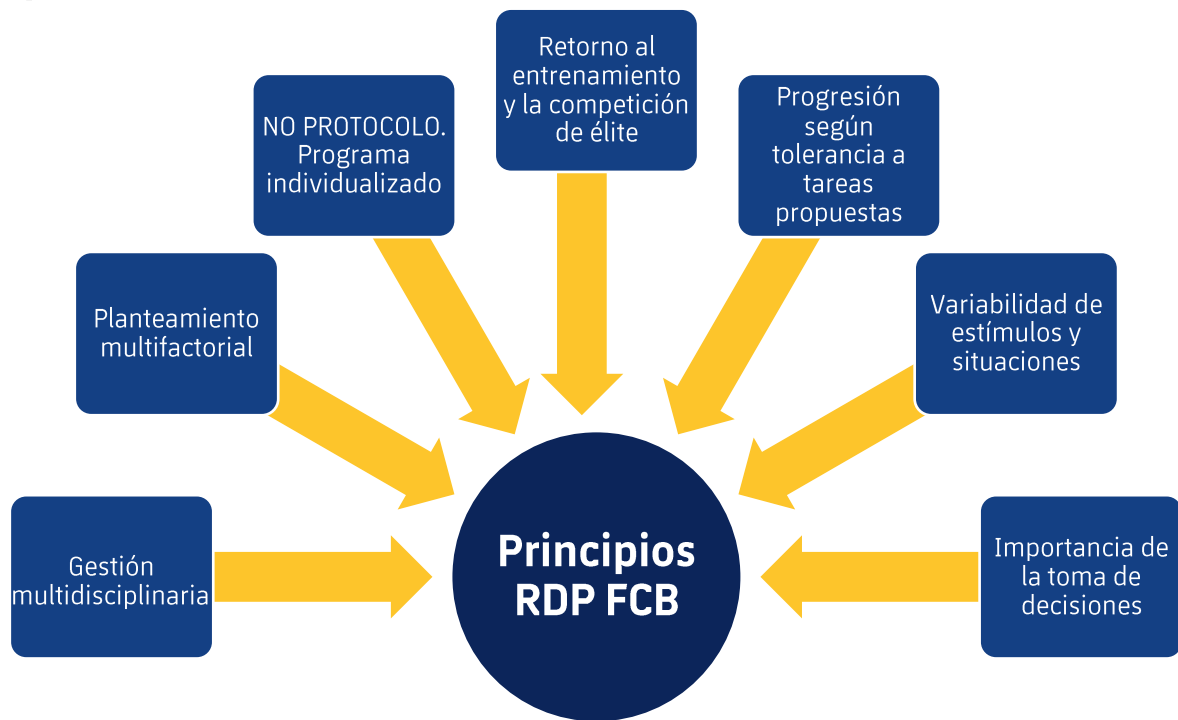 Retorno al
entrenamiento
y la competición
de élite
NO PROTOCOLO.
Programa
individualizado
Progresión
según
tolerancia a
tareas
propuestas
Planteamiento
multifactorial
Variabilidad de
estímulos y
situaciones
Gestión
multidisciplinaria
Principios
RDP FCB
Importancia de
la toma de
decisiones